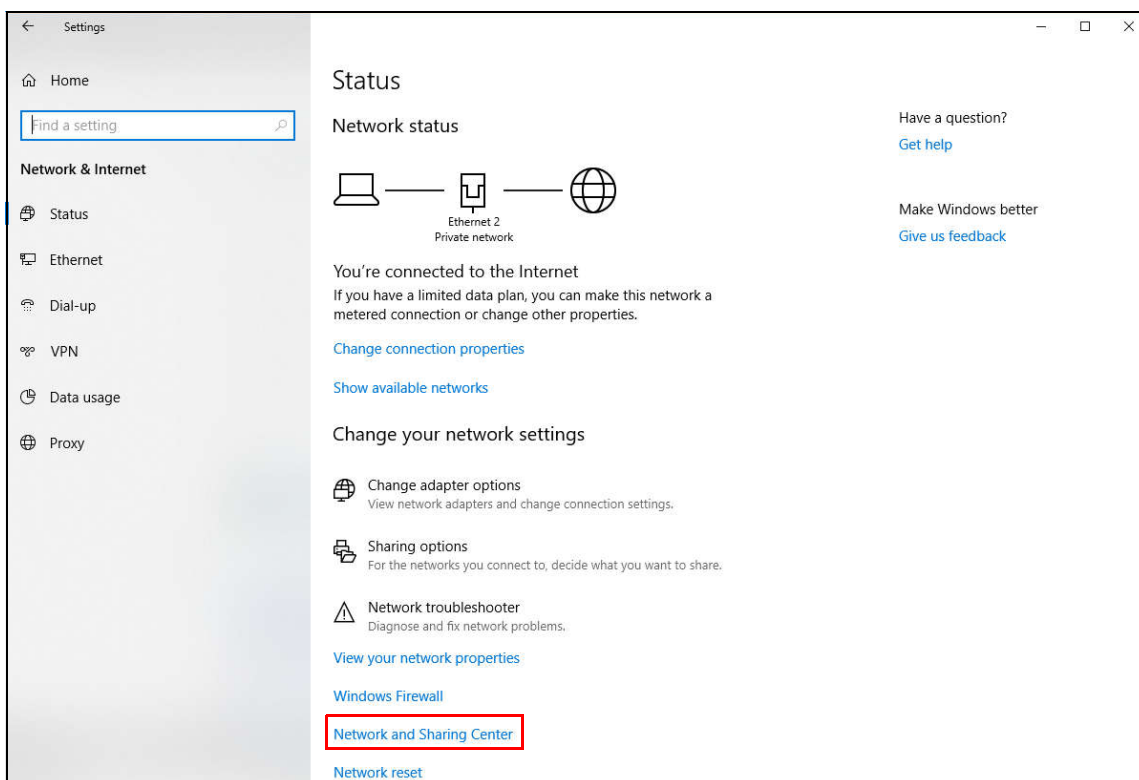 Settings
Home
Find a setting
Network & Internet
Status
Ethernet
Dial-up
VPN
Data usage
Proxy
Status
Network status
Ethernet 2
Private network
You're connected to the Internet
If you have a limited data plan, you can make this network a
metered connection or change other properties.
Change connection properties
Show available networks
Change your network settings
Change adapter options
View network adapters and change connection settings.
Sharing options
For the networks you connect to, decide what you want to share.
Network troubleshooter
Diagnose and fix network problems.
View your network properties
Windows Firewall
Network and Sharing Center
Network reset
Have a question?
Get help
Make Windows better
Give us feedback